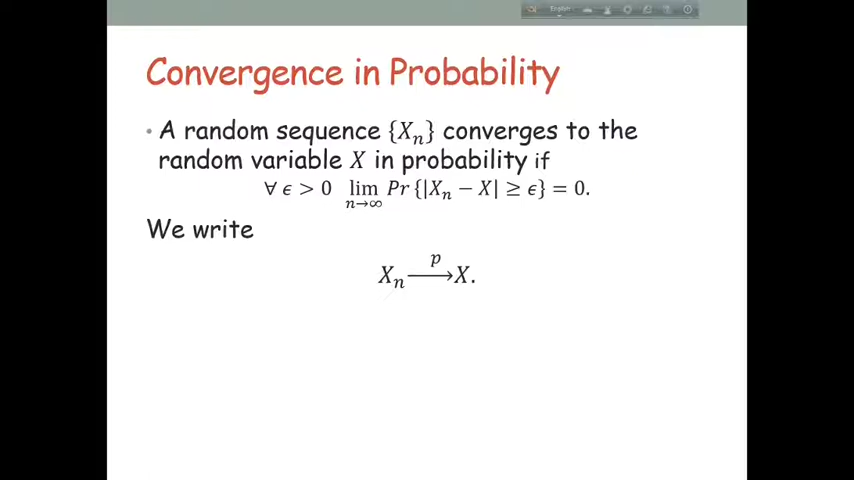 English
Convergence in Probability
• A random sequence {Xₙ} converges to the
random variable X in probability if
∀ ϵ > 0 lim Pr {|Xₙ − X| ≥ ϵ} = 0.
n→∞
We write
p
Xₙ⟶X.